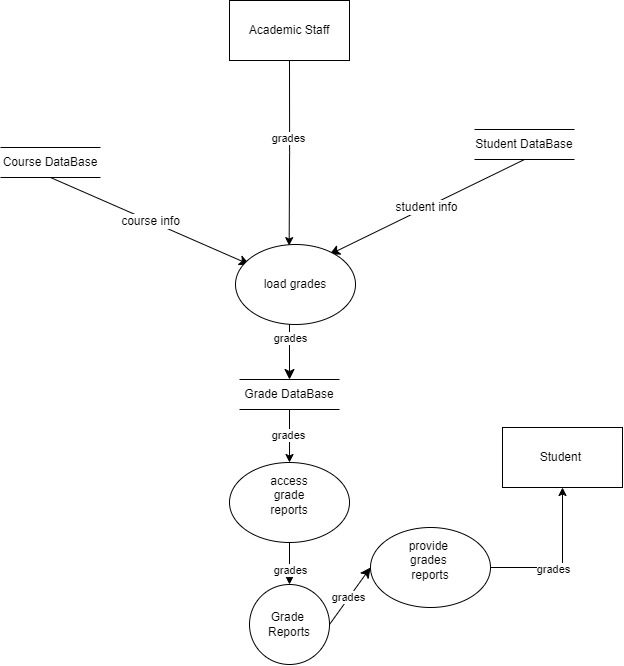 Academic Staff
grades
Student DataBase
Course DataBase
student info
course info
load grades
grades
Grade DataBase
grades
Student
access
grade
reports
provide
grades
reports
grades
grades
grades
Grade
Reports